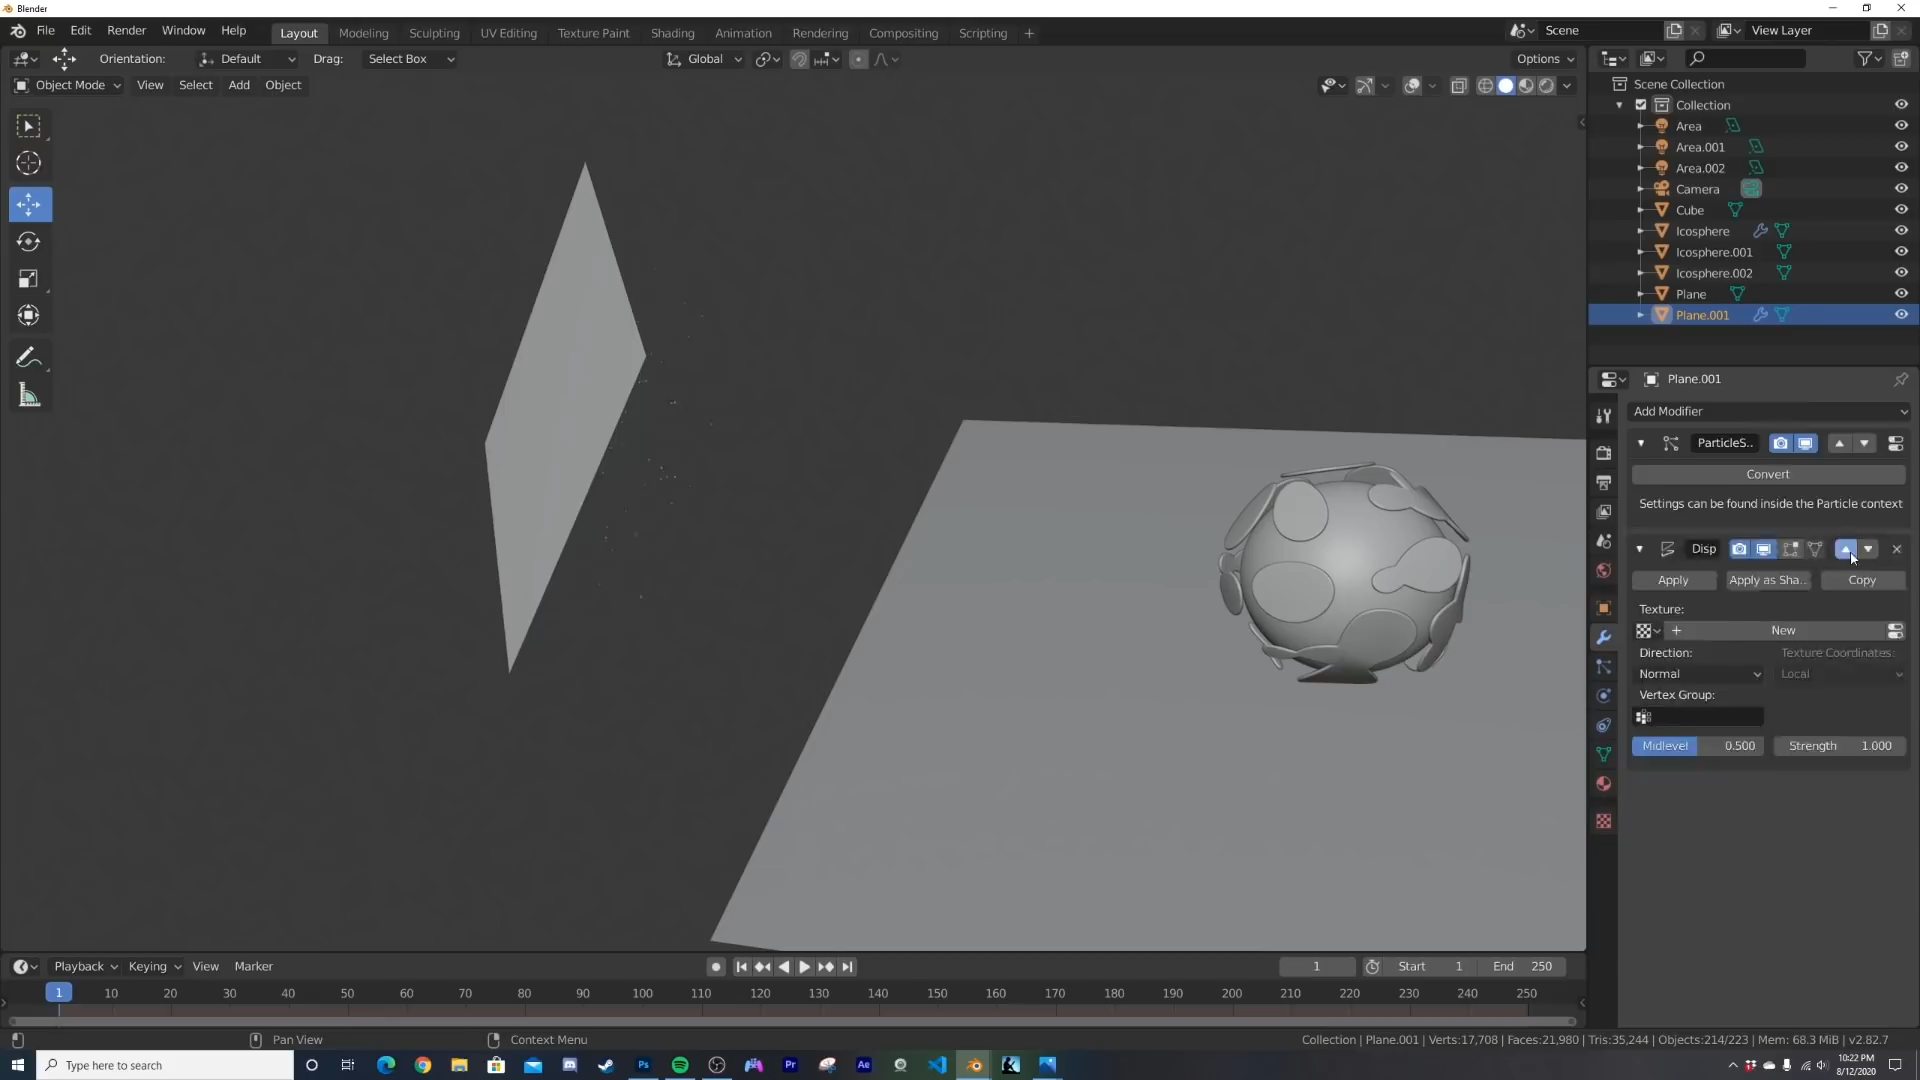 Blender
File Edit Render Window Help Layout Modeling Sculpting UV Editing Texture Paint Shading Animation Rendering Compositing Scripting + Scene View Layer
Orientation: Default Drag: Select Box Global Options
Object Mode View Select Add Object
Scene Collection
Collection
Area
Area.001
Area.002
Camera
Cube
Icosphere
Icosphere.001
Icosphere.002
Plane
Plane.001
Plane.001
Add Modifier
ParticleS..
Convert
Settings can be found inside the Particle context
Disp
Apply Apply as Sha.. Copy
Texture:
New
Direction: Texture Coordinates:
Normal Local
Vertex Group:
Midlevel 0.500 Strength 1.000
Playback Keying View Marker 1 Start 1 End 250
1 10 20 30 40 50 60 70 80 90 100 110 120 130 140 150 160 170 180 190 200 210 220 230 240 250
Pan View Context Menu Collection | Plane.001 | Verts:17,708 | Faces:21,980 | Tris:35,244 | Objects:214/223 | Mem: 68.3 MiB | v2.82.7
Type here to search Ps Pr Ae 10:22 PM
8/12/2020